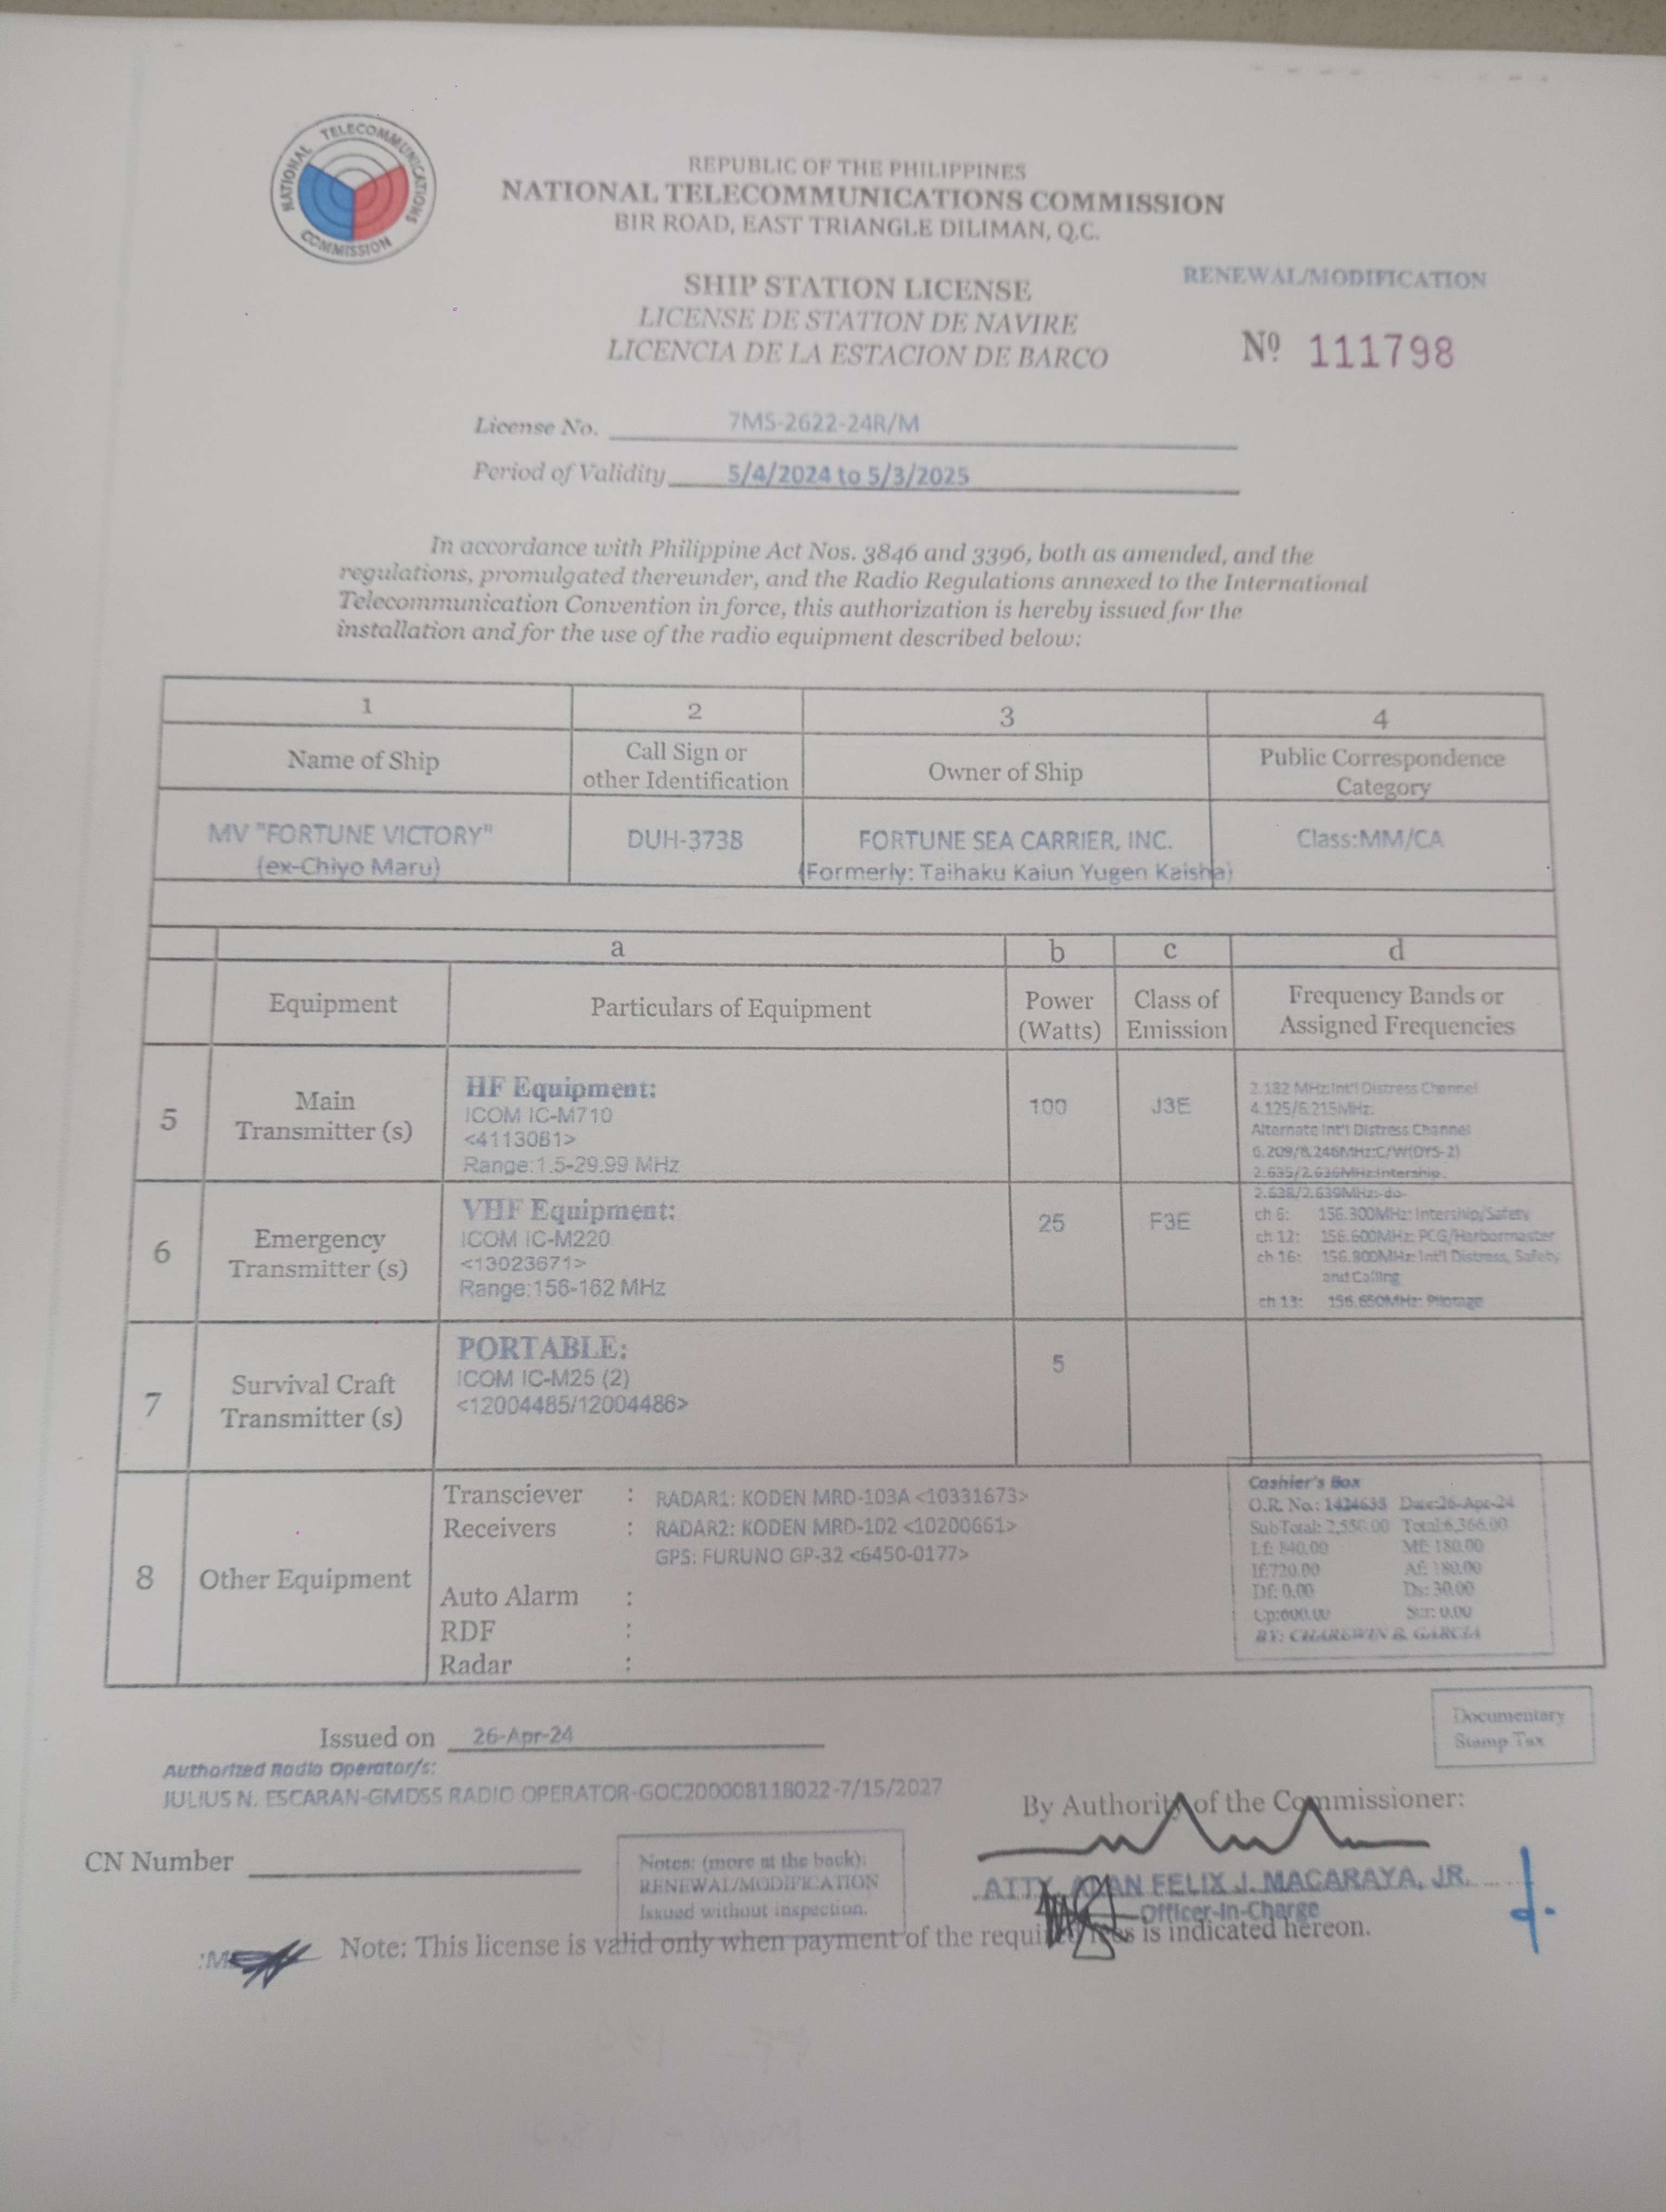 NATIONAL TELECOMMUNICATIONS COMMISSION
REPUBLIC OF THE PHILIPPINES
NATIONAL TELECOMMUNICATIONS COMMISSION
BIR ROAD, EAST TRIANGLE DILIMAN, Q.C.
SHIP STATION LICENSE
LICENSE DE STATION DE NAVIRE
LICENCIA DE LA ESTACION DE BARCO
RENEWAL/MODIFICATION
Nº 111798
License No. 7MS-2622-24R/M
Period of Validity 5/4/2024 to 5/3/2025
In accordance with Philippine Act Nos. 3846 and 3396, both as amended, and the
regulations, promulgated thereunder, and the Radio Regulations annexed to the International
Telecommunication Convention in force, this authorization is hereby issued for the
installation and for the use of the radio equipment described below:
1 2 3 4
Name of Ship
Call Sign or
other Identification
Owner of Ship
Public Correspondence
Category
MV "FORTUNE VICTORY"
(ex-Chiyo Maru)
DUH-3738
FORTUNE SEA CARRIER, INC.
(Formerly: Taihaku Kaiun Yugen Kaisha)
Class:MM/CA
a b c d
Equipment
Particulars of Equipment
Power
(Watts)
Class of
Emission
Frequency Bands or
Assigned Frequencies
5
Main
Transmitter (s)
HF Equipment:
ICOM IC-M710
<4113081>
Range:1.5-29.99 MHz
100
J3E
2.182 MHz:Int'l Distress Channel
4.125/6.215MHz:
Alternate Int'l Distress Channel
6.209/8.246MHz:C/W(DYS-2)
2.635/2.636MHz:Intership
6
Emergency
Transmitter (s)
VHF Equipment:
ICOM IC-M220
<13023671>
Range:156-162 MHz
25
F3E
2.638/2.639MHz:-do-
ch 6: 156.300MHz: Intership/Safety
ch 12: 156.600MHz: PCG/Harbormaster
ch 16: 156.800MHz: Int'l Distress, Safety
and Calling
ch 13: 156.650MHz: Pilotage
7
Survival Craft
Transmitter (s)
PORTABLE:
ICOM IC-M25 (2)
<12004485/12004486>
5
8
Other Equipment
Transciever : RADAR1: KODEN MRD-103A <10331673>
Receivers : RADAR2: KODEN MRD-102 <10200661>
GPS: FURUNO GP-32 <6450-0177>
Auto Alarm :
RDF :
Radar :
Cashier's Box
O.R. No.: 1424635 Date:26-Apr-24
SubTotal: 2,550.00 Total:6,366.00
Lf: 840.00 Mf: 180.00
If:720.00 Af: 180.00
Df: 0.00 Ds: 30.00
Cp:600.00 Sur: 0.00
BY: CHARLWIN B. GARCIA
Documentary
Stamp Tax
Issued on 26-Apr-24
Authorized Radio Operator/s:
JULIUS N. ESCARAN-GMDSS RADIO OPERATOR-GOC200008118022-7/15/2027
By Authority of the Commissioner:
CN Number
Notes: (more at the back):
RENEWAL/MODIFICATION
Issued without inspection.
ATTY. FELIX J. MACARAYA, JR.
Officer-In-Charge
Note: This license is valid only when payment of the required fees is indicated hereon.